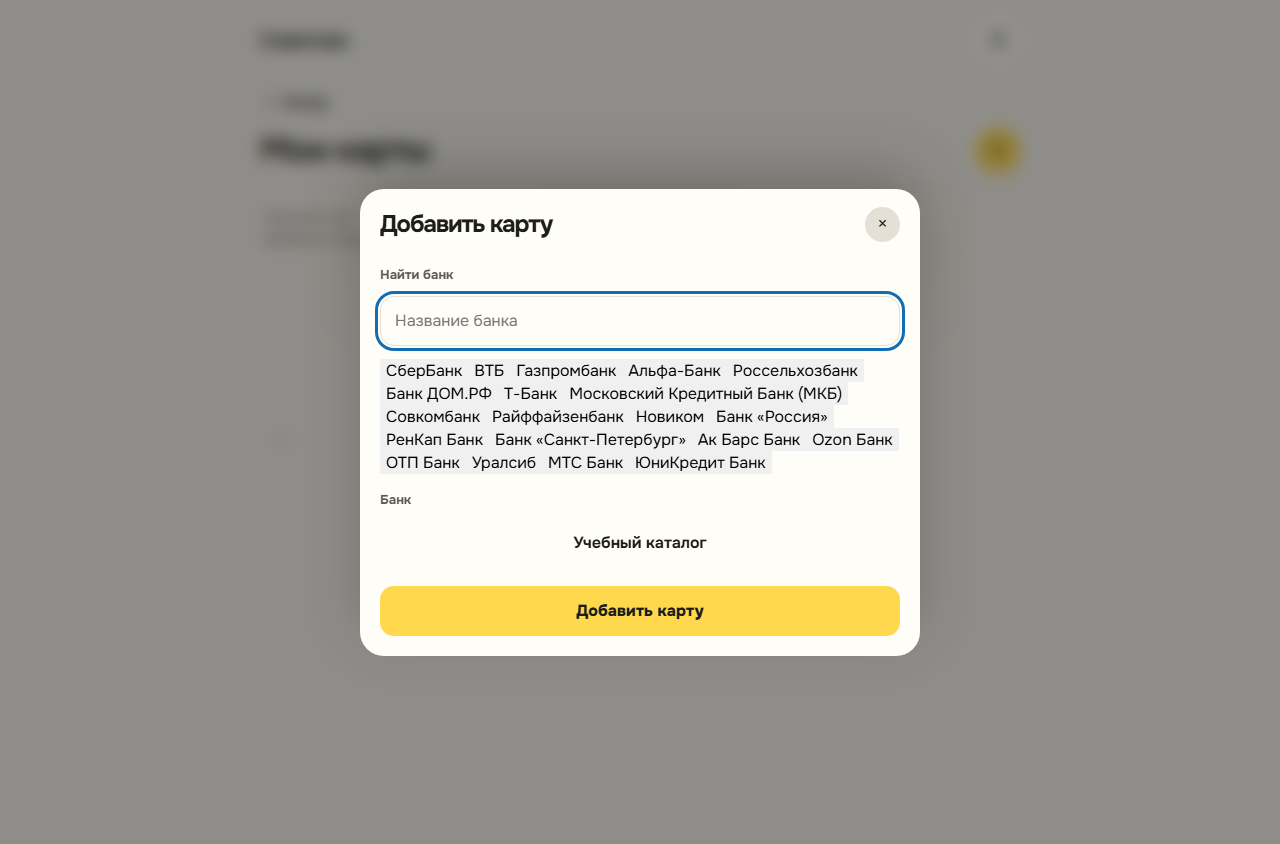 Добавить карту
×
Найти банк
Название банка
СберБанк ВТБ Газпромбанк Альфа-Банк Россельхозбанк
Банк ДОМ.РФ Т-Банк Московский Кредитный Банк (МКБ)
Совкомбанк Райффайзенбанк Новиком Банк «Россия»
РенКап Банк Банк «Санкт-Петербург» Ак Барс Банк Ozon Банк
ОТП Банк Уралсиб МТС Банк ЮниКредит Банк
Банк
Учебный каталог
Добавить карту